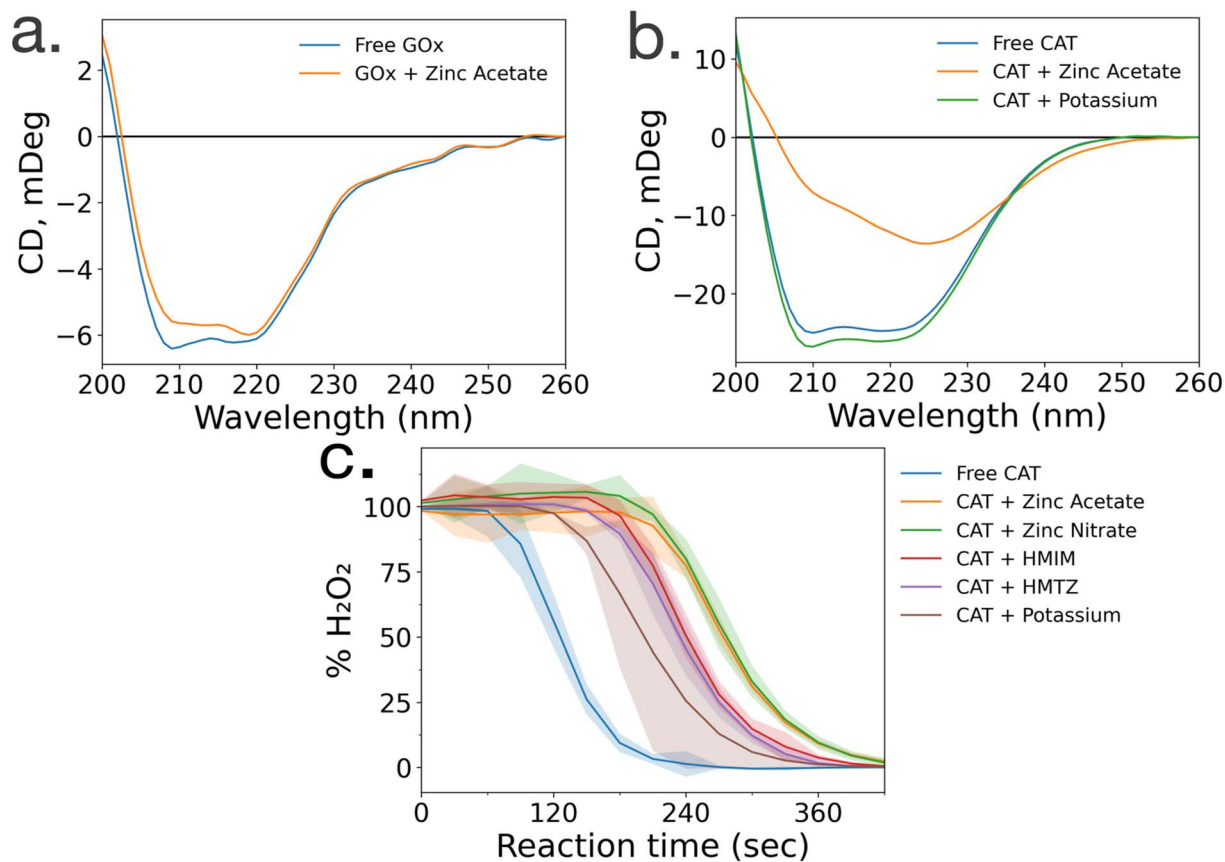 a.
Free GOx
GOx + Zinc Acetate
CD, mDeg
2
0
−2
−4
−6
200 210 220 230 240 250 260
Wavelength (nm)
b.
Free CAT
CAT + Zinc Acetate
CAT + Potassium
CD, mDeg
10
0
−10
−20
200 210 220 230 240 250 260
Wavelength (nm)
c.
Free CAT
CAT + Zinc Acetate
CAT + Zinc Nitrate
CAT + HMIM
CAT + HMTZ
CAT + Potassium
% H₂O₂
100
75
50
25
0
0 120 240 360
Reaction time (sec)